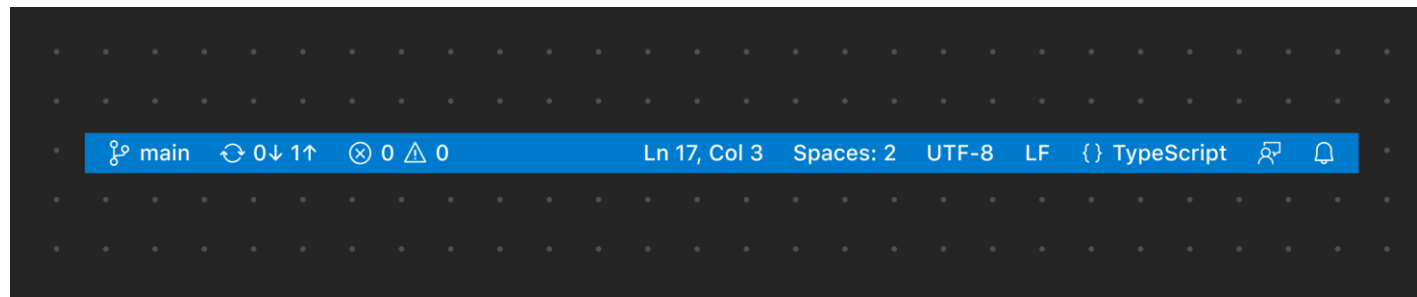 main 0↓ 1↑ 0 0 Ln 17, Col 3 Spaces: 2 UTF-8 LF {} TypeScript